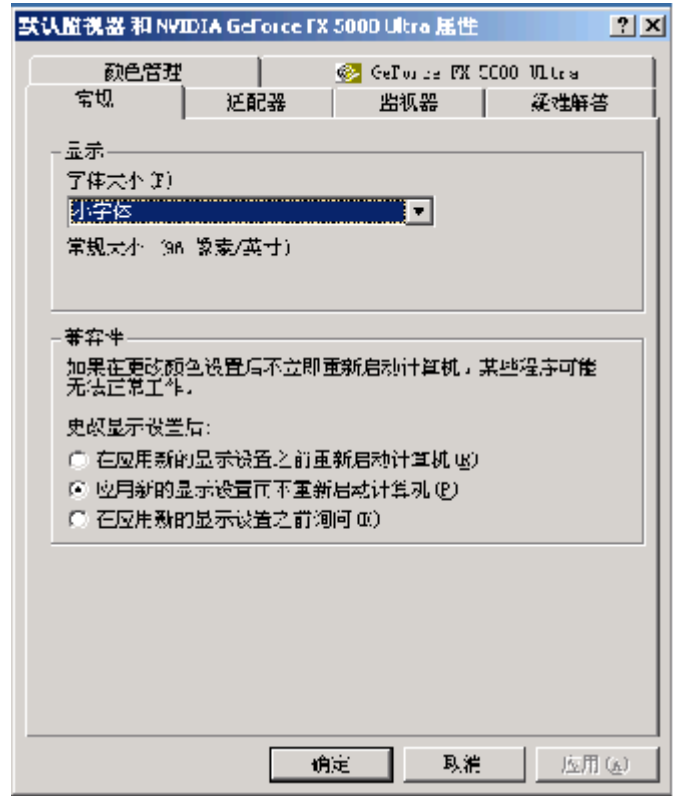 默认监视器 和 NVIDIA GeForce FX 5000 Ultra 属性
颜色管理 GeForce FX 5000 Ultra
常规 适配器 监视器 疑难解答
显示
字体大小(F)
小字体
常规大小 (96 像素/英寸)
兼容性
如果在更改颜色设置后不立即重新启动计算机，某些程序可能
无法正常工作。
更改显示设置后:
在应用新的显示设置之前重新启动计算机(R)
应用新的显示设置而不重新启动计算机(P)
在应用新的显示设置之前询问(K)
确定 取消 应用(A)